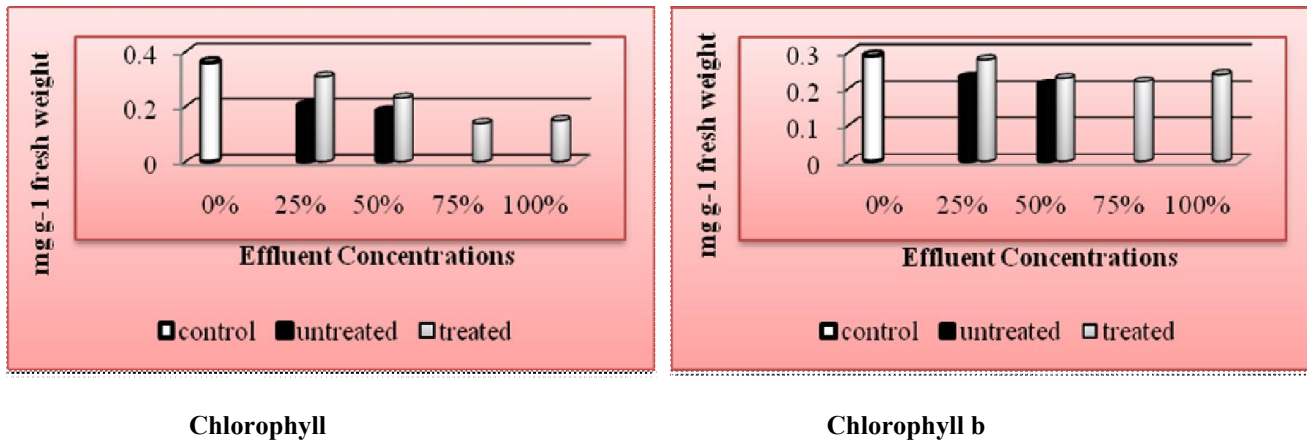 mg g-1 fresh weight
0.4
0.2
0
0% 25% 50% 75% 100%
Effluent Concentrations
control untreated treated
Chlorophyll
mg g-1 fresh weight
0.3
0.2
0.1
0
0% 25% 50% 75% 100%
Effluent Concentrations
control untreated treated
Chlorophyll b